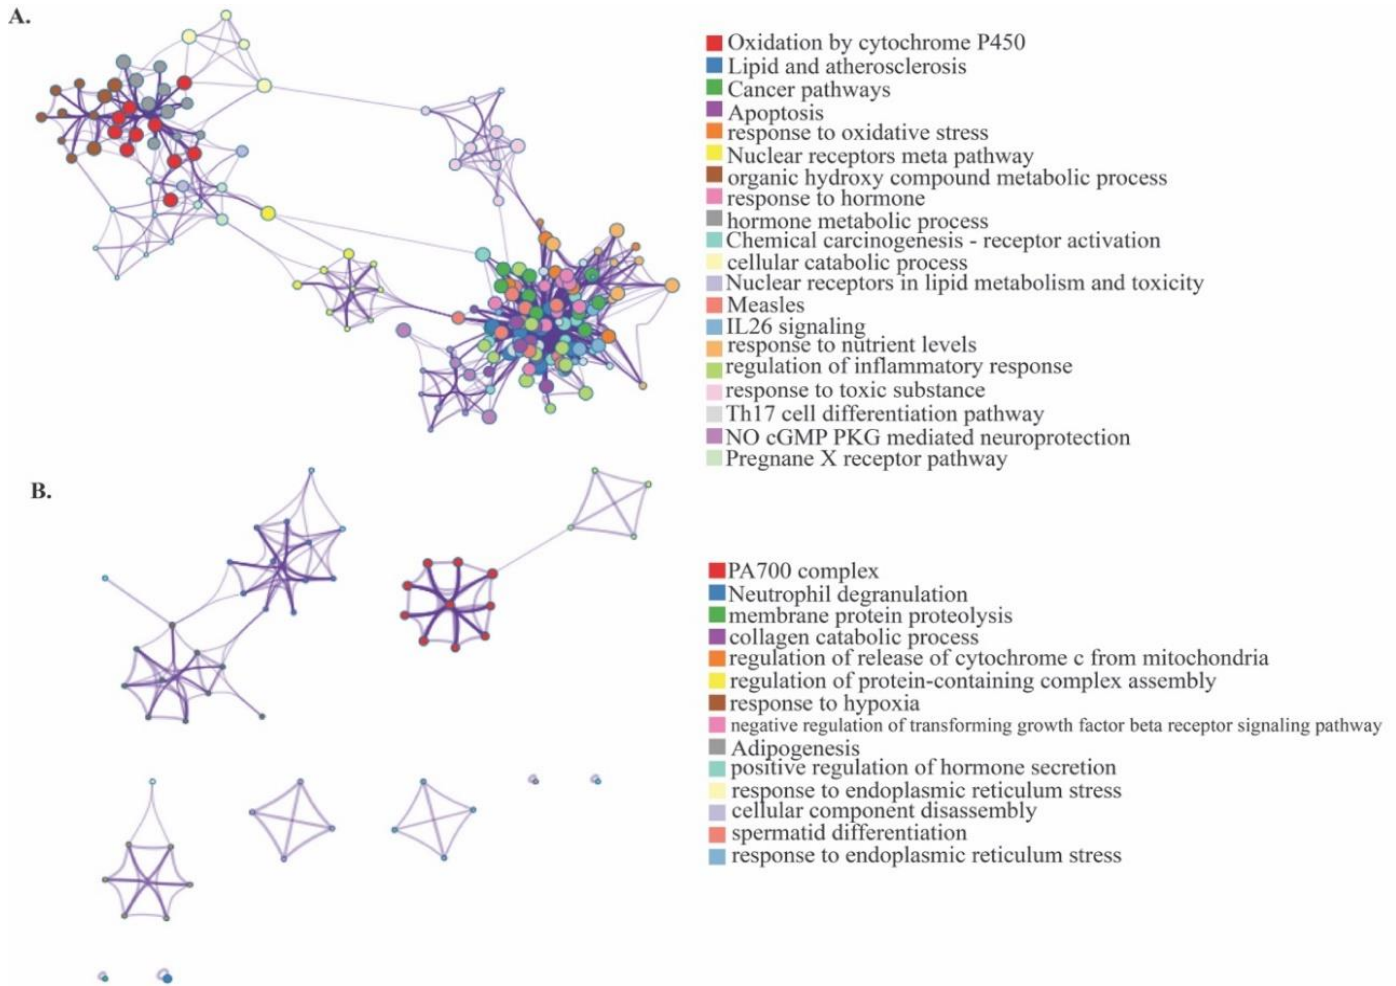 A.
Oxidation by cytochrome P450
Lipid and atherosclerosis
Cancer pathways
Apoptosis
response to oxidative stress
Nuclear receptors meta pathway
organic hydroxy compound metabolic process
response to hormone
hormone metabolic process
Chemical carcinogenesis - receptor activation
cellular catabolic process
Nuclear receptors in lipid metabolism and toxicity
Measles
IL26 signaling
response to nutrient levels
regulation of inflammatory response
response to toxic substance
Th17 cell differentiation pathway
NO cGMP PKG mediated neuroprotection
Pregnane X receptor pathway
B.
PA700 complex
Neutrophil degranulation
membrane protein proteolysis
collagen catabolic process
regulation of release of cytochrome c from mitochondria
regulation of protein-containing complex assembly
response to hypoxia
negative regulation of transforming growth factor beta receptor signaling pathway
Adipogenesis
positive regulation of hormone secretion
response to endoplasmic reticulum stress
cellular component disassembly
spermatid differentiation
response to endoplasmic reticulum stress